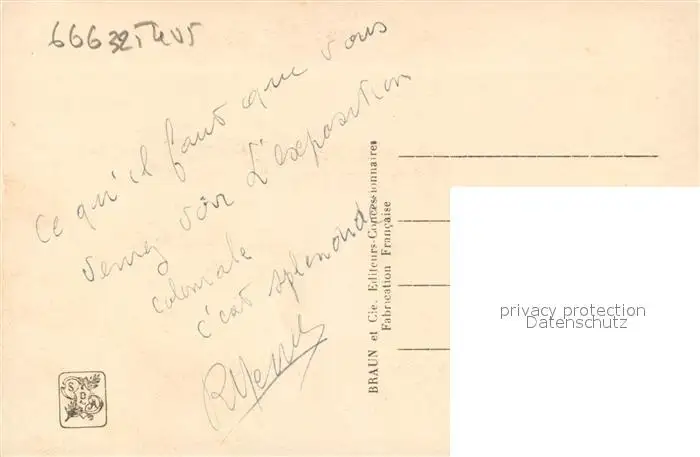 66632TWV5
Ce qu'il faut que vous
venez voir L'exposition
coloniale
c'est splendide
BRAUN et Cie. Editeurs-Concessionnaires
Fabrication Française
privacy protection
Datenschutz